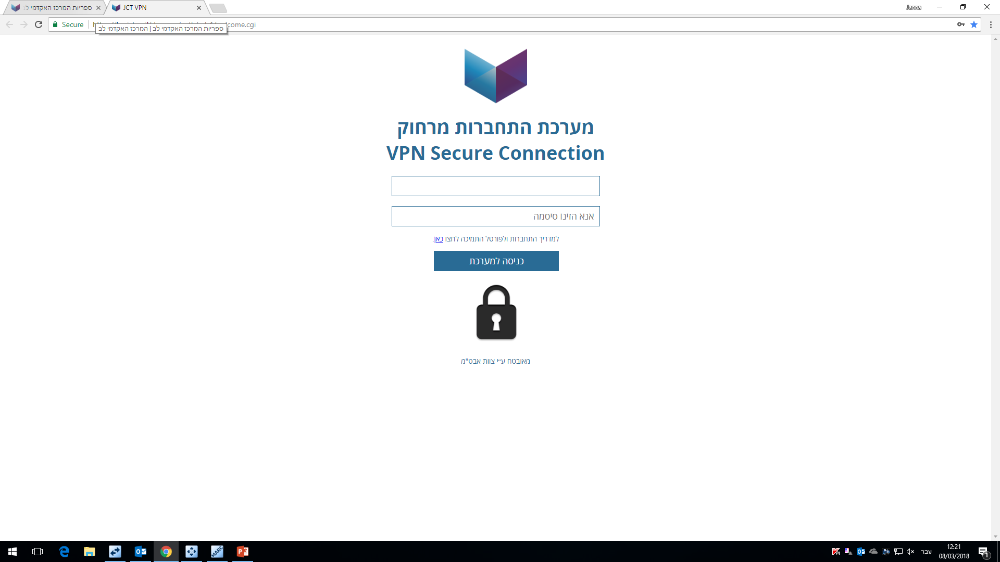 ספריות המרכז האקדמי
JCT VPN
Janna
Secure
come.cgi
ספריות המרכז האקדמי לב | המרכז האקדמי לב
מערכת התחברות מרחוק
VPN Secure Connection
אנא הזינו סיסמה
למדריך התחברות ולפורטל התמיכה לחצו כאן.
כניסה למערכת
מאובטח ע״י צוות אבט"מ
MARC
עבר
12:21
08/03/2018
1